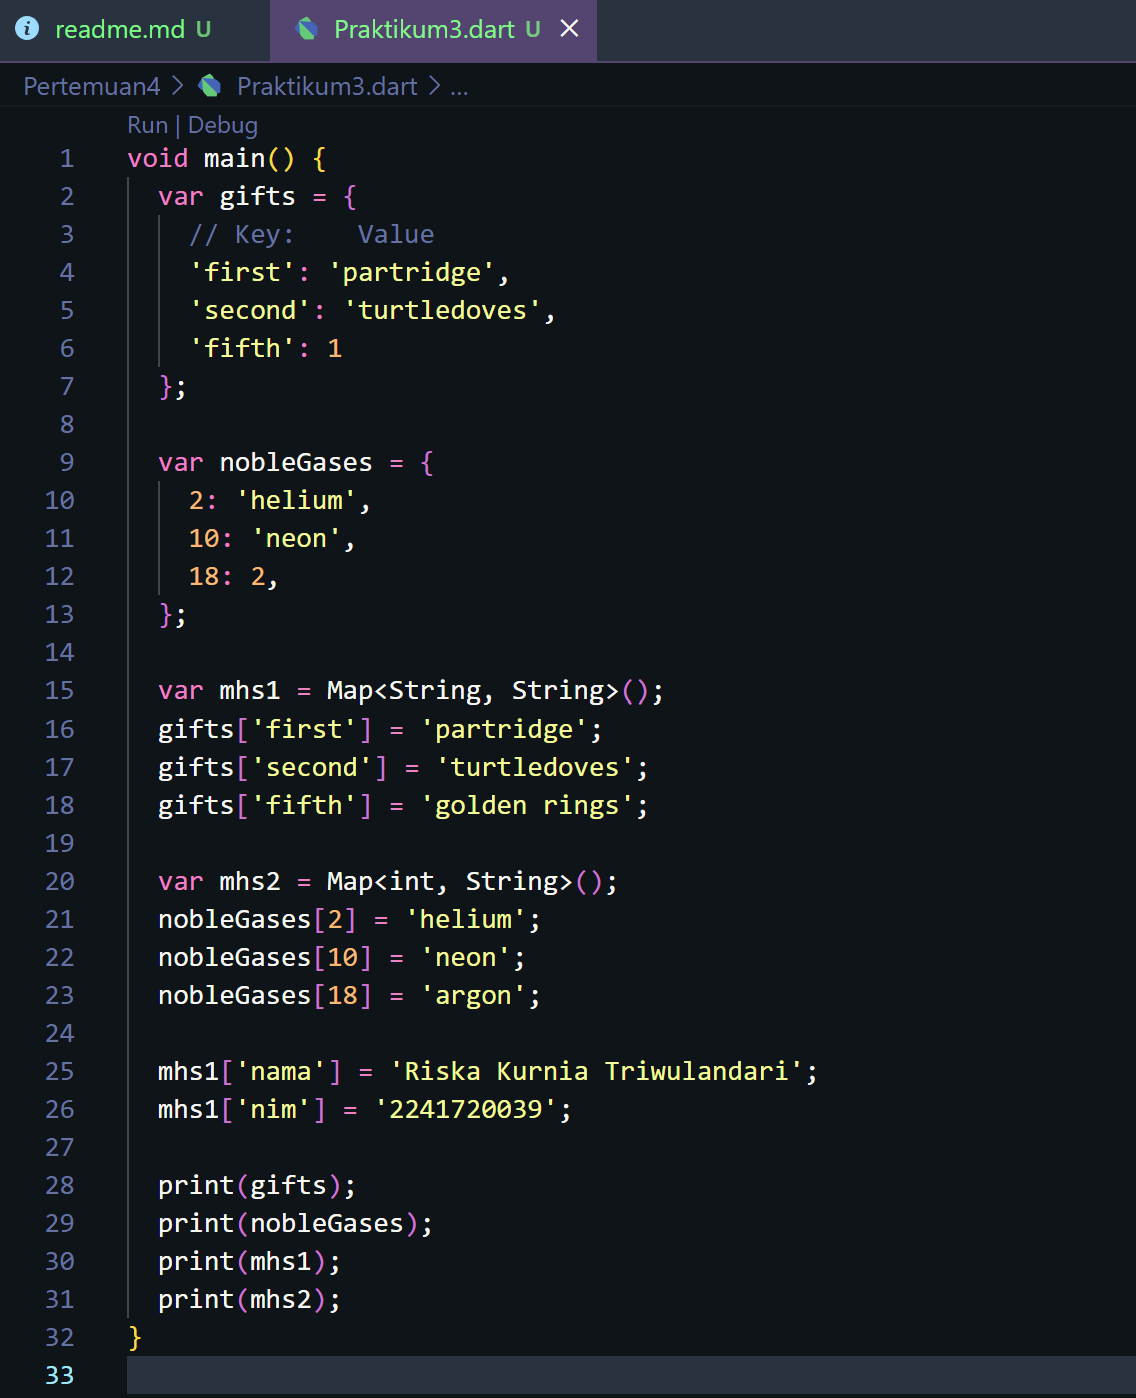 readme.md U Praktikum3.dart U
Pertemuan4 > Praktikum3.dart > ...
Run | Debug
1 void main() {
2   var gifts = {
3     // Key:    Value
4     'first': 'partridge',
5     'second': 'turtledoves',
6     'fifth': 1
7   };
8
9   var nobleGases = {
10     2: 'helium',
11     10: 'neon',
12     18: 2,
13   };
14
15   var mhs1 = Map<String, String>();
16   gifts['first'] = 'partridge';
17   gifts['second'] = 'turtledoves';
18   gifts['fifth'] = 'golden rings';
19
20   var mhs2 = Map<int, String>();
21   nobleGases[2] = 'helium';
22   nobleGases[10] = 'neon';
23   nobleGases[18] = 'argon';
24
25   mhs1['nama'] = 'Riska Kurnia Triwulandari';
26   mhs1['nim'] = '2241720039';
27
28   print(gifts);
29   print(nobleGases);
30   print(mhs1);
31   print(mhs2);
32 }
33